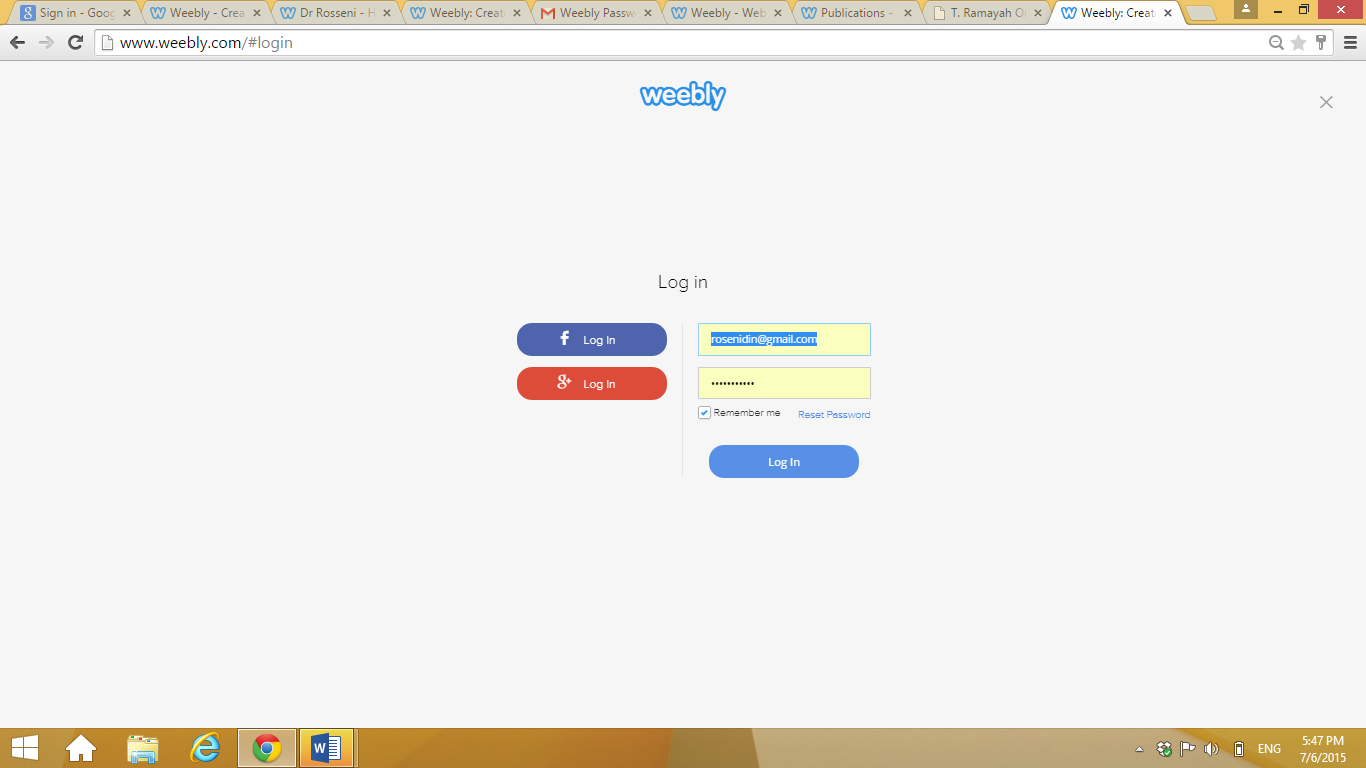 Sign in - Goog
Weebly - Crea
Dr Rosseni - H
Weebly: Creat
Weebly Passw
Weebly - Web
Publications -
T. Ramayah O
Weebly: Creat
www.weebly.com/#login
weebly
Log in
f Log In
rosenidin@gmail.com
g+ Log In
•••••••••••
Remember me Reset Password
Log In
ENG
5:47 PM
7/6/2015